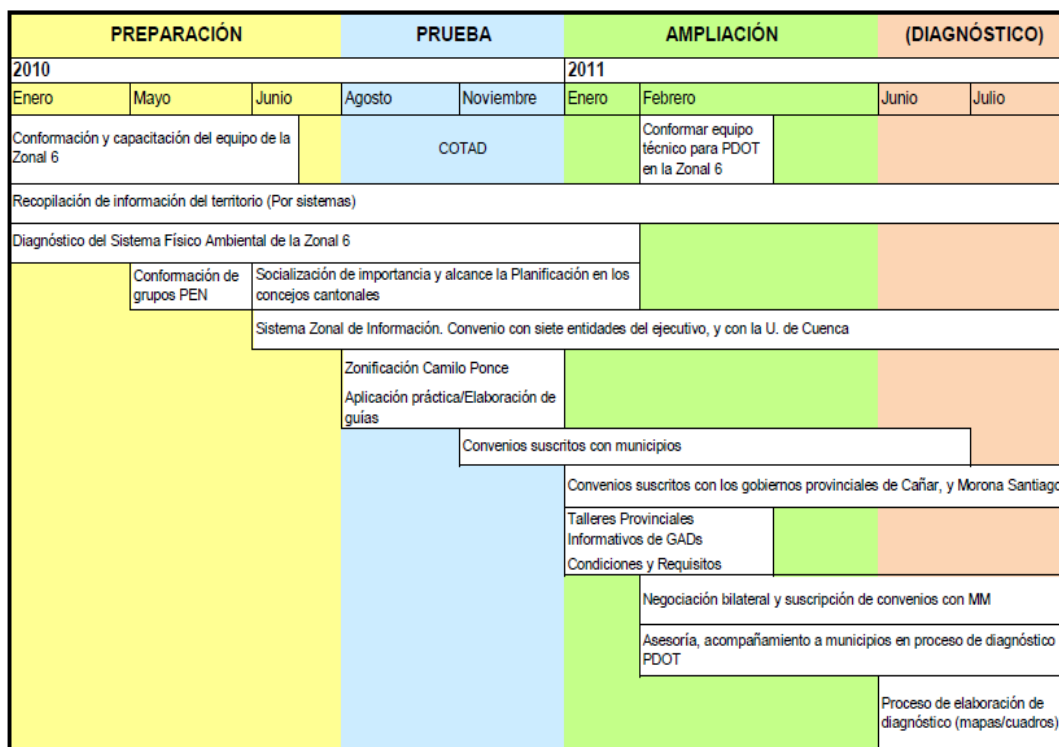 PREPARACIÓN PRUEBA AMPLIACIÓN (DIAGNÓSTICO)
2010 2011
Enero Mayo Junio Agosto Noviembre Enero Febrero Junio Julio
Conformación y capacitación del equipo de la
Zonal 6
COTAD
Conformar equipo
técnico para PDOT
en la Zonal 6
Recopilación de información del territorio (Por sistemas)
Diagnóstico del Sistema Físico Ambiental de la Zonal 6
Conformación de
grupos PEN
Socialización de importancia y alcance la Planificación en los
concejos cantonales
Sistema Zonal de Información. Convenio con siete entidades del ejecutivo, y con la U. de Cuenca
Zonificación Camilo Ponce
Aplicación práctica/Elaboración de
guías
Convenios suscritos con municipios
Convenios suscritos con los gobiernos provinciales de Cañar, y Morona Santiago
Talleres Provinciales
Informativos de GADs
Condiciones y Requisitos
Negociación bilateral y suscripción de convenios con MM
Asesoría, acompañamiento a municipios en proceso de diagnóstico
PDOT
Proceso de elaboración de
diagnóstico (mapas/cuadros)